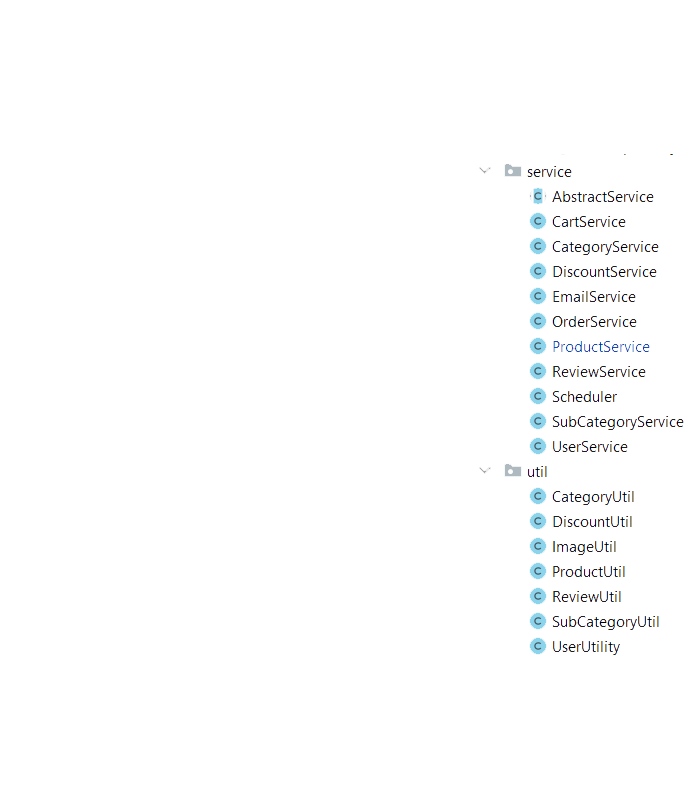 service
AbstractService
CartService
CategoryService
DiscountService
EmailService
OrderService
ProductService
ReviewService
Scheduler
SubCategoryService
UserService
util
CategoryUtil
DiscountUtil
ImageUtil
ProductUtil
ReviewUtil
SubCategoryUtil
UserUtility